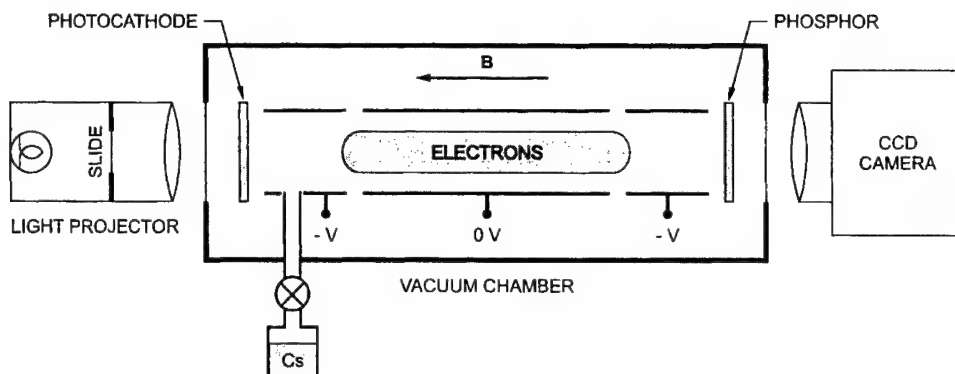 PHOTOCATHODE
PHOSPHOR
B
SLIDE
ELECTRONS
CCD
CAMERA
LIGHT PROJECTOR
- V
0 V
- V
VACUUM CHAMBER
Cs